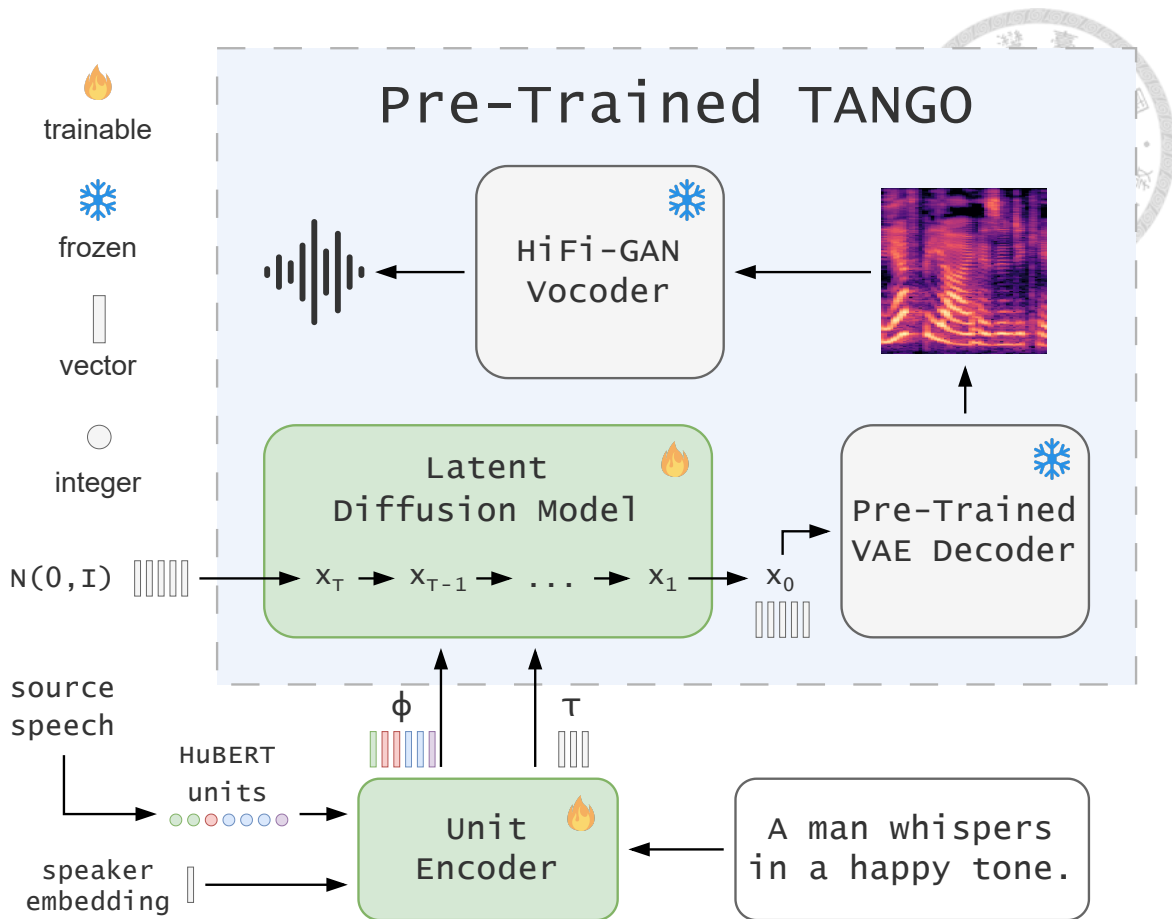 Pre-Trained TANGO
trainable
frozen
vector
integer
HiFi-GAN
Vocoder
Latent
Diffusion Model
Pre-Trained
VAE Decoder
N(0,I)
x_T
x_{T-1}
...
x_1
x_0
source
speech
ϕ
τ
HuBERT
units
speaker
embedding
Unit
Encoder
A man whispers
in a happy tone.